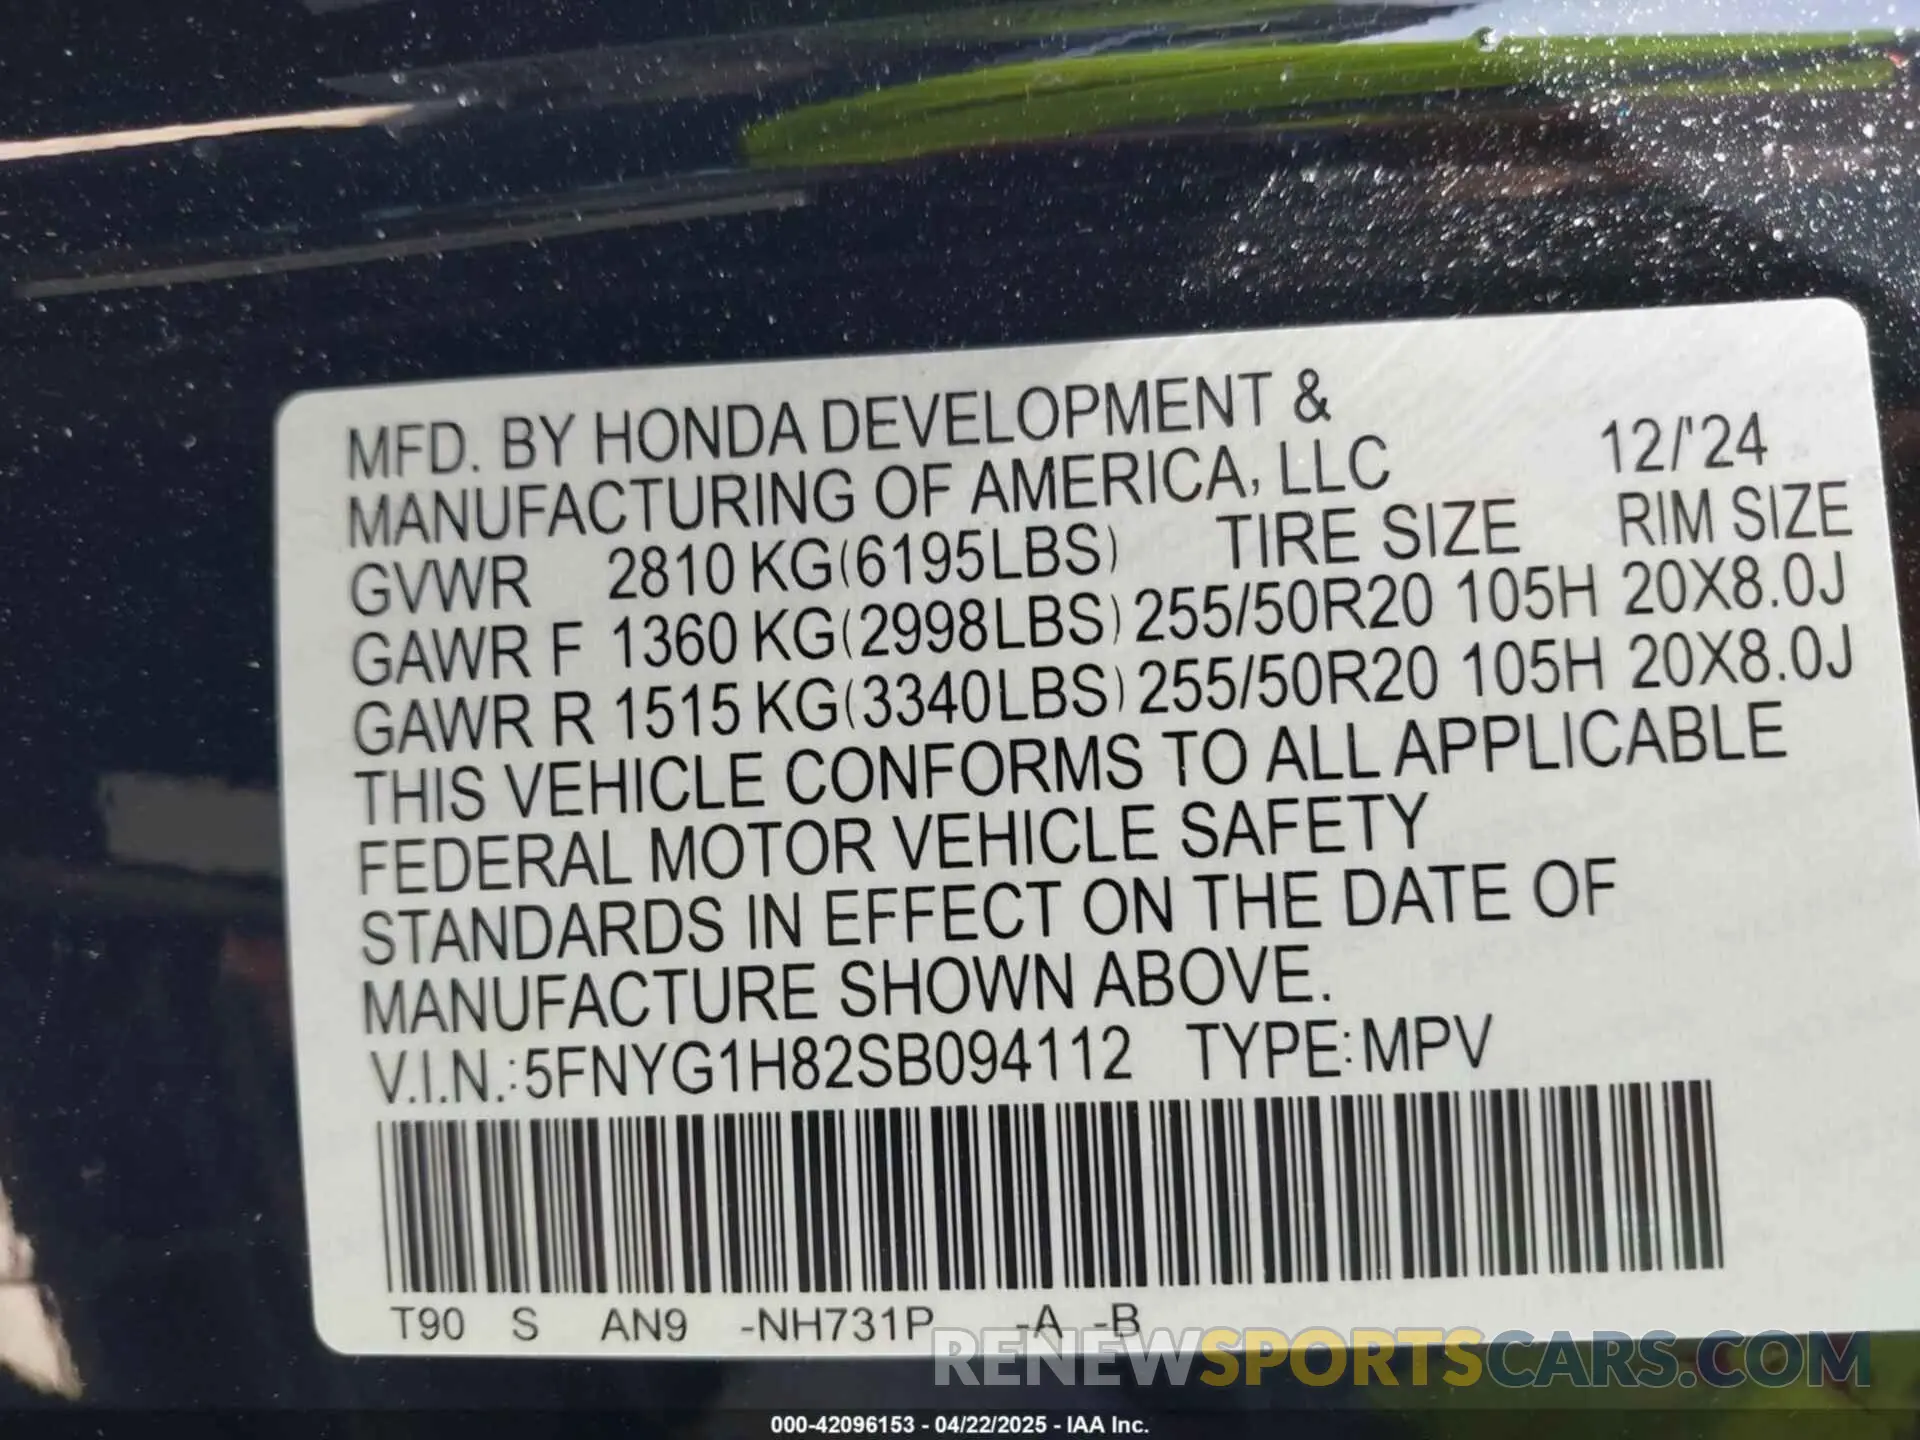 MFD. BY HONDA DEVELOPMENT &
MANUFACTURING OF AMERICA, LLC 12/'24
GVWR 2810 KG(6195LBS) TIRE SIZE RIM SIZE
GAWR F 1360 KG(2998LBS) 255/50R20 105H 20X8.0J
GAWR R 1515 KG(3340LBS) 255/50R20 105H 20X8.0J
THIS VEHICLE CONFORMS TO ALL APPLICABLE
FEDERAL MOTOR VEHICLE SAFETY
STANDARDS IN EFFECT ON THE DATE OF
MANUFACTURE SHOWN ABOVE.
V.I.N.:5FNYG1H82SB094112 TYPE:MPV
T90 S AN9 -NH731P -A -B
RENEWSPORTSCARS.COM
000-42096153 - 04/22/2025 - IAA Inc.